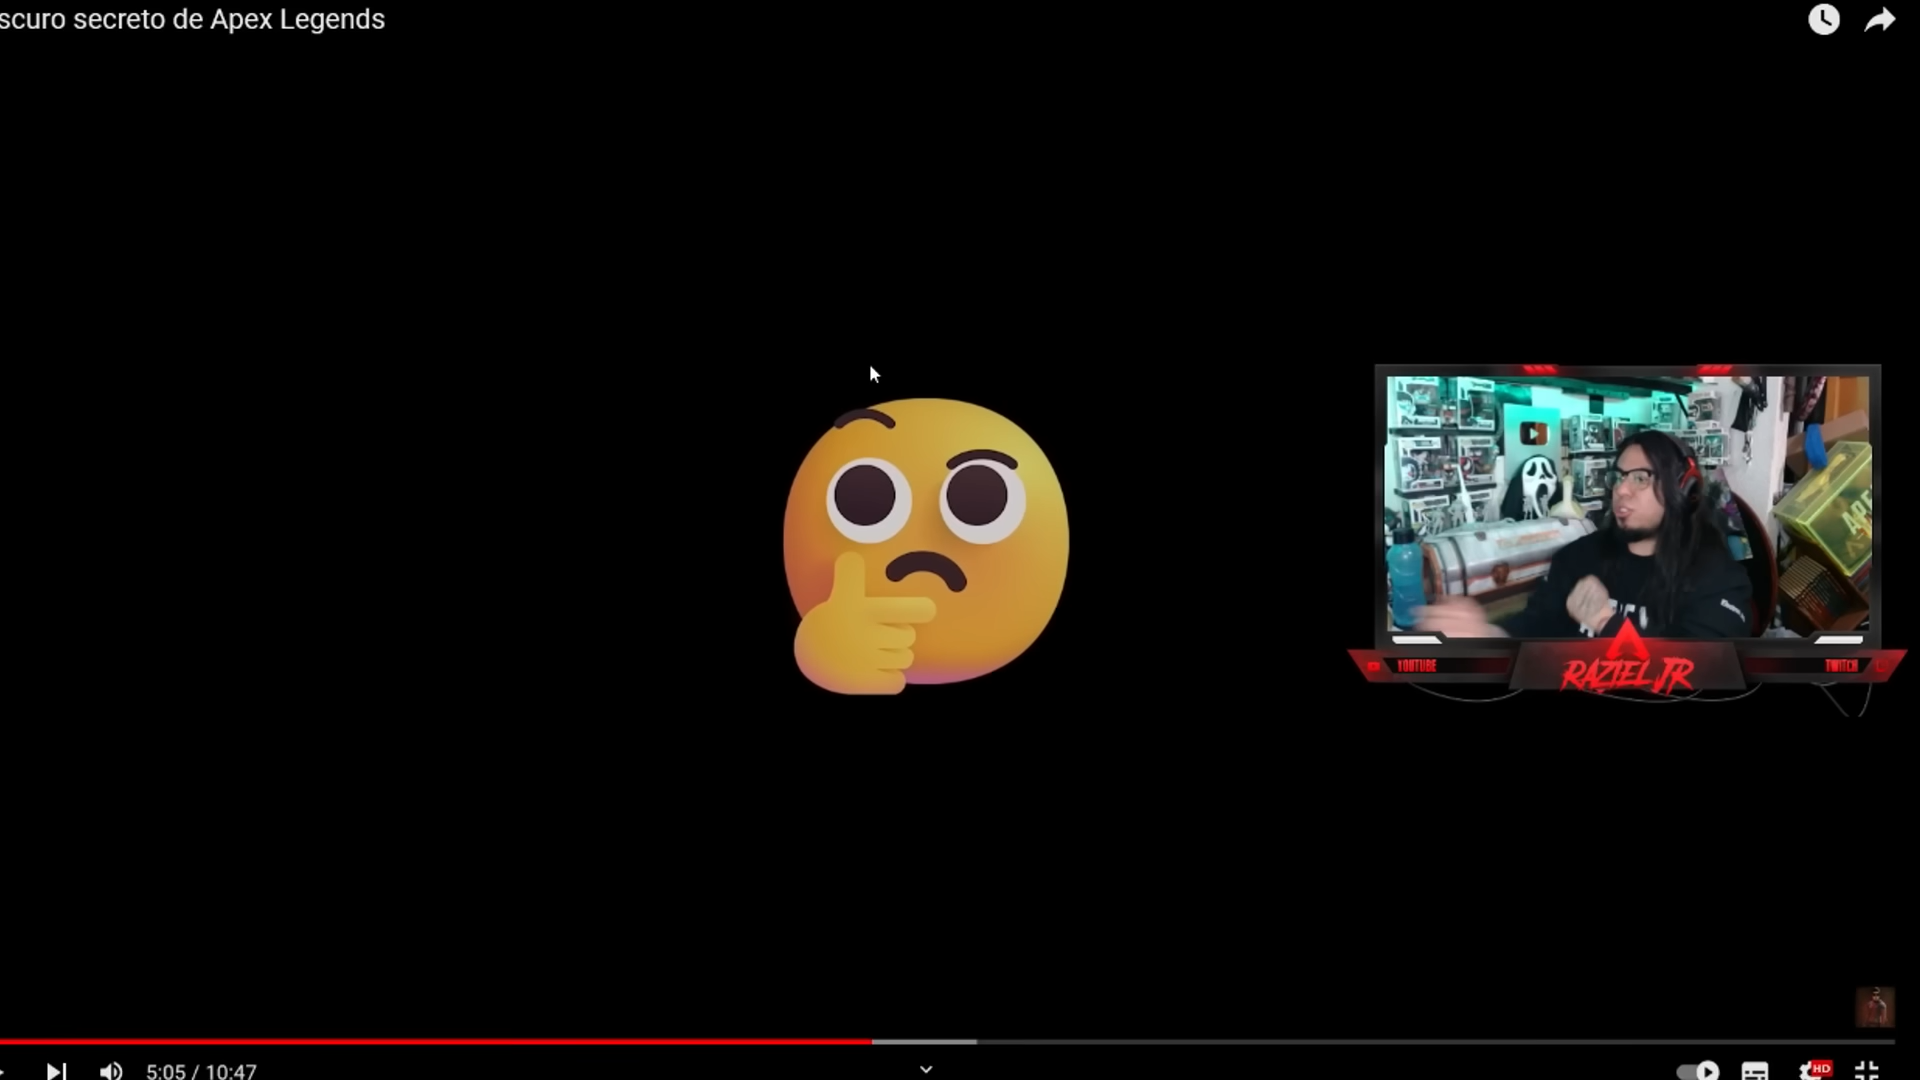 scuro secreto de Apex Legends
YOUTUBE
RAZIEL JR
TWITCH
5:05 / 10:47
HD